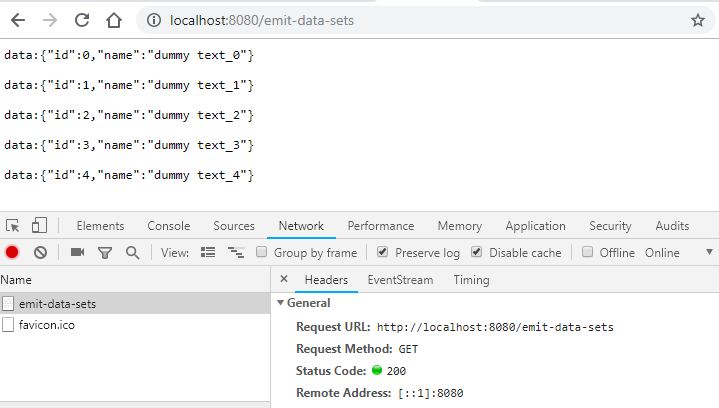 localhost:8080/emit-data-sets
data:{"id":0,"name":"dummy text_0"}
data:{"id":1,"name":"dummy text_1"}
data:{"id":2,"name":"dummy text_2"}
data:{"id":3,"name":"dummy text_3"}
data:{"id":4,"name":"dummy text_4"}
Elements Console Sources Network Performance Memory Application Security Audits
View: Group by frame Preserve log Disable cache Offline Online
Name
× Headers EventStream Timing
emit-data-sets
favicon.ico
General
Request URL: http://localhost:8080/emit-data-sets
Request Method: GET
Status Code: 200
Remote Address: [::1]:8080